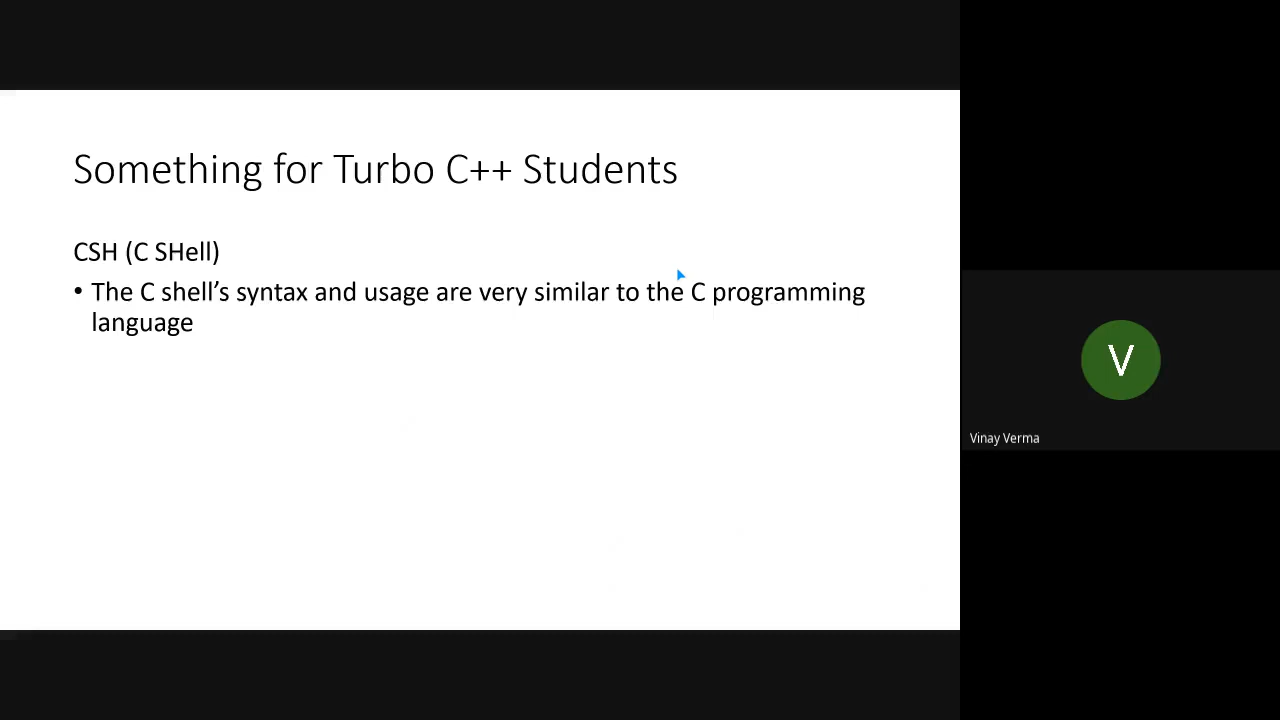 Something for Turbo C++ Students
CSH (C SHell)
• The C shell’s syntax and usage are very similar to the C programming
language
V
Vinay Verma